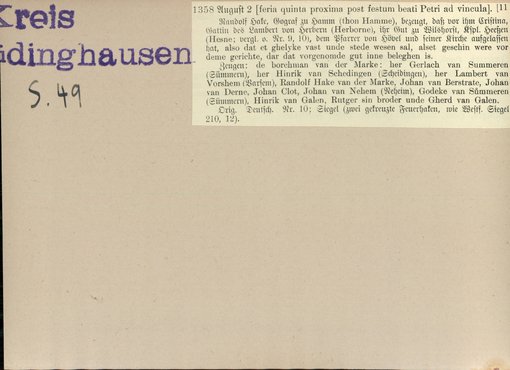 Kreis
üdinghausen
S. 49
1358 August 2 [feria quinta proxima post festum beati Petri ad vincula]. [11
Randolf Hake, Gograf zu Hamm (thon Hamme), bezeugt, daß vor ihm Cristina,
Gattin des Lambert von Herbern (Herborne), ihr Gut zu Wilshorst, Kspl. Heeßen
(Hesne; vergl. o. Nr. 9, 10), dem Pfarrer von Hövel und seiner Kirche aufgelassen
hat, also dat et ghelyke vast unde stede wesen sal, alset geschin were vor
deme gerichte, dar dat vorgenomde gut inne beleghen is.
Zeugen: de borchman van der Marke: her Gerlach van Summeren
(Sümmern), her Hinrik van Schedingen (Scheidingen), her Lambert van
Vorshem (Varsem), Randolf Hake van der Marke, Johan van Berstrate, Johan
van Derne, Johan Clot, Johan van Nehem (Neheim), Godeke van Sümmeren
(Sümmern), Hinrik van Galen, Rutger sin broder unde Gherd van Galen.
Orig. Deutsch. Nr. 10; Siegel (zwei gekreuzte Feuerhaken, wie Westf. Siegel
210, 12).